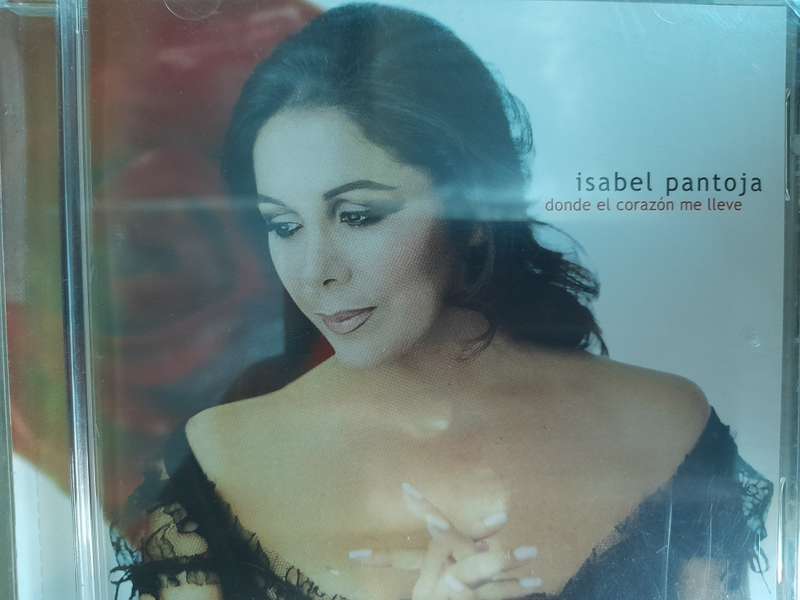 isabel pantoja
donde el corazón me lleve